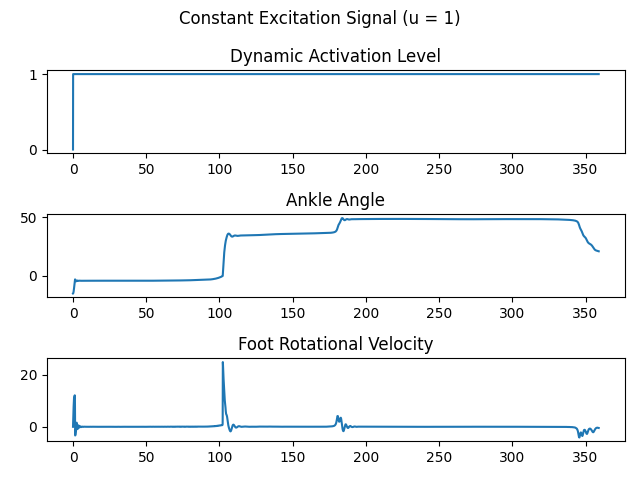 Constant Excitation Signal (u = 1)
Dynamic Activation Level
1
0
0 50 100 150 200 250 300 350
Ankle Angle
50
0
0 50 100 150 200 250 300 350
Foot Rotational Velocity
20
0
0 50 100 150 200 250 300 350